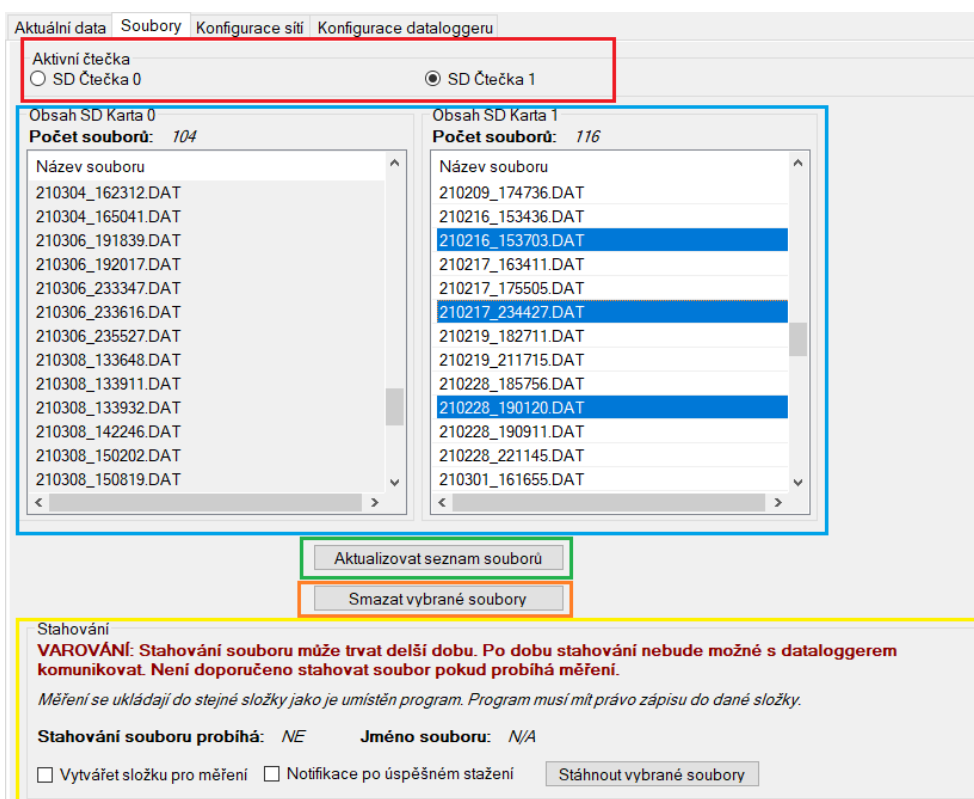 Aktuální data Soubory Konfigurace sítí Konfigurace dataloggeru
Aktivní čtečka
SD Čtečka 0 SD Čtečka 1
Obsah SD Karta 0
Počet souborů: 104
Název souboru
210304_162312.DAT
210304_165041.DAT
210306_191839.DAT
210306_192017.DAT
210306_233347.DAT
210306_233616.DAT
210306_235527.DAT
210308_133648.DAT
210308_133911.DAT
210308_133932.DAT
210308_142246.DAT
210308_150202.DAT
210308_150819.DAT
Obsah SD Karta 1
Počet souborů: 116
Název souboru
210209_174736.DAT
210216_153436.DAT
210216_153703.DAT
210217_163411.DAT
210217_175505.DAT
210217_234427.DAT
210219_182711.DAT
210219_211715.DAT
210228_185756.DAT
210228_190120.DAT
210228_190911.DAT
210228_221145.DAT
210301_161655.DAT
Aktualizovat seznam souborů
Smazat vybrané soubory
Stahování
VAROVÁNÍ: Stahování souboru může trvat delší dobu. Po dobu stahování nebude možné s dataloggerem
komunikovat. Není doporučeno stahovat soubor pokud probíhá měření.
Měření se ukládají do stejné složky jako je umístěn program. Program musí mít právo zápisu do dané složky.
Stahování souboru probíhá: NE Jméno souboru: N/A
Vytvářet složku pro měření Notifikace po úspěšném stažení Stáhnout vybrané soubory